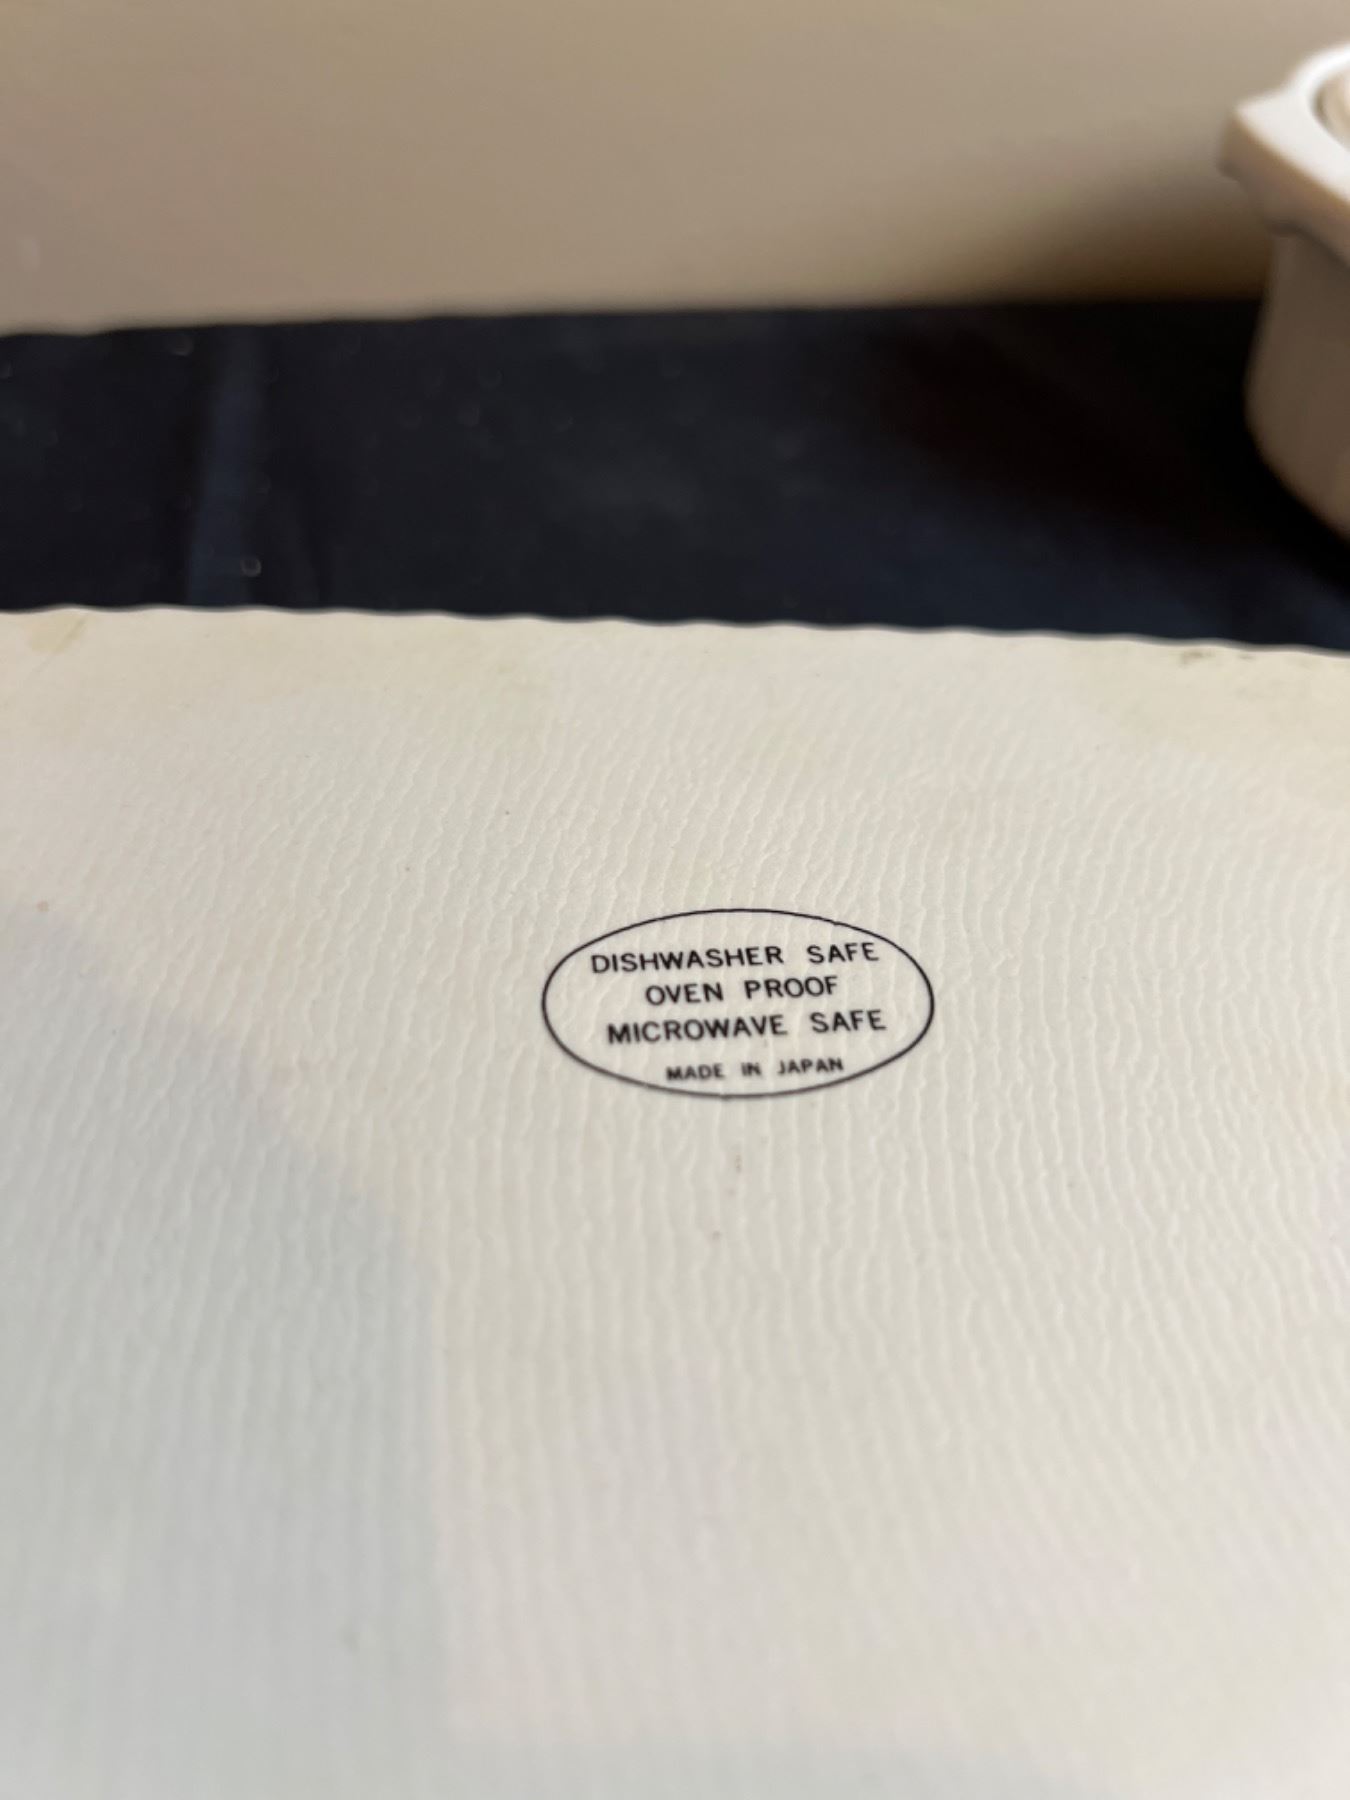 DISHWASHER SAFE
OVEN PROOF
MICROWAVE SAFE
MADE IN JAPAN